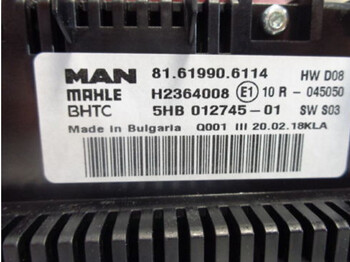 MAN 81.61990.6114 HW D08
MAHLE H2364008 E1 10 R - 045050
BHTC 5HB 012745-01 SW S03
Made in Bulgaria Q001 III 20.02.18KLA